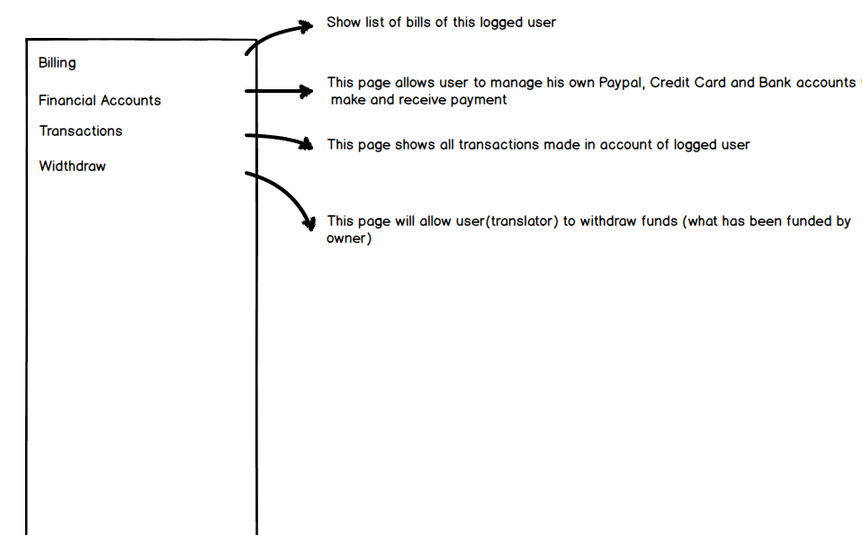 Show list of bills of this logged user
Billing
This page allows user to manage his own Paypal, Credit Card and Bank accounts
make and receive payment
Financial Accounts
Transactions
This page shows all transactions made in account of logged user
Widthdraw
This page will allow user(translator) to withdraw funds (what has been funded by
owner)